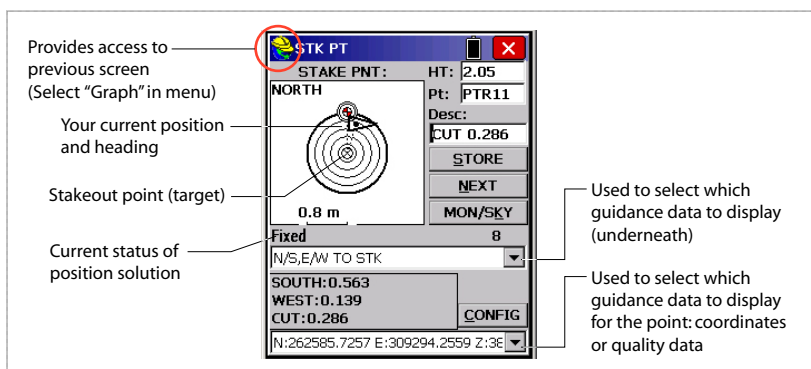 Provides access to
previous screen
(Select “Graph” in menu)
Your current position
and heading
Stakeout point (target)
Current status of
position solution
STK PT
STAKE PNT:
HT: 2.05
NORTH
Pt: PTR11
Desc:
CUT 0.286
STORE
NEXT
MON/SKY
0.8 m
Fixed 8
N/S,E/W TO STK
SOUTH:0.563
WEST:0.139
CUT:0.286
CONFIG
N:262585.7257 E:309294.2559 Z:38
Used to select which
guidance data to display
(underneath)
Used to select which
guidance data to display
for the point: coordinates
or quality data